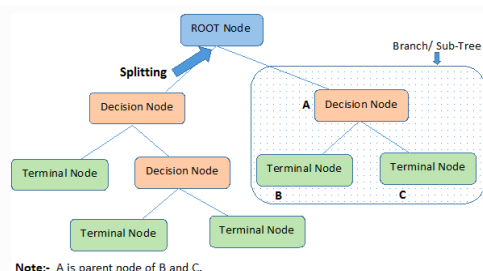 ROOT Node
Branch/ Sub-Tree
Splitting
Decision Node
A
Decision Node
Terminal Node
Decision Node
Terminal Node
Terminal Node
B
C
Terminal Node
Terminal Node
Note:- A is parent node of B and C.